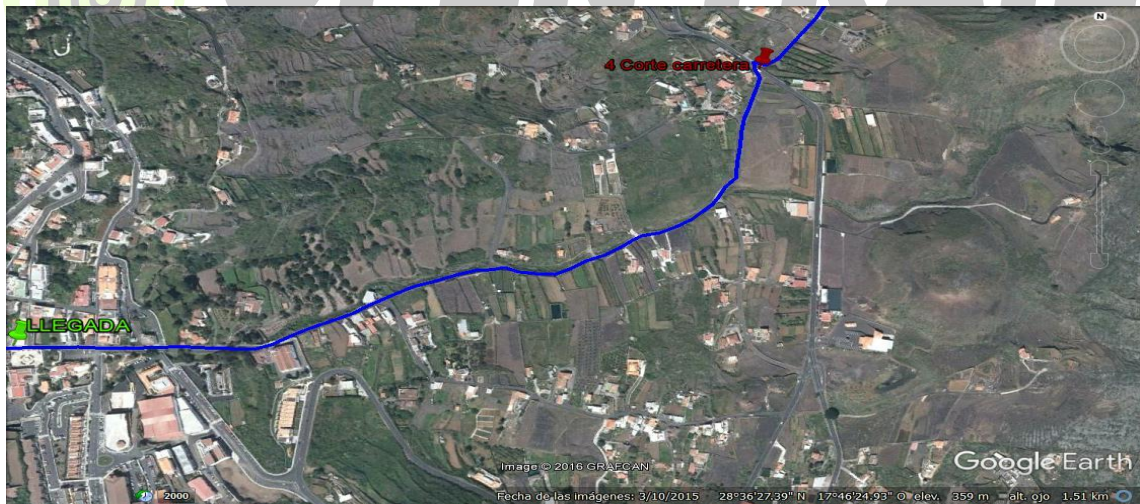 N
4 Corte carretera
LLEGADA
Image © 2016 GRAFCAN
Google Earth
2000
Fecha de las imágenes: 3/10/2015 28°36'27.39" N 17°46'24.93" O elev. 359 m alt. ojo 1.51 km